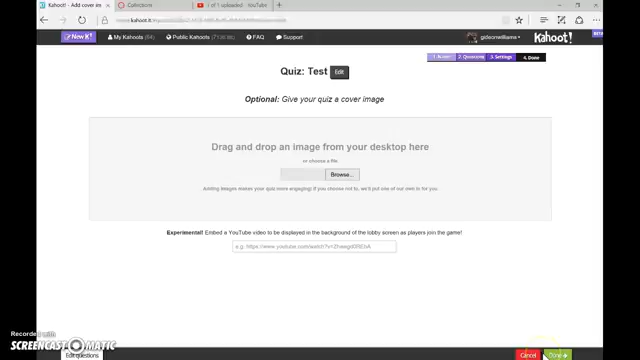 Kahoot! - Add cover im
Collections
1 of 1 uploaded - YouTube
kahoot.it
New K!
My Kahoots (94)
Public Kahoots
FAQ
Support
gideonwilliams
Kahoot!
BETA
2. Questions
3. Settings
4. Done
Quiz: Test
Edit
Optional: Give your quiz a cover image
Drag and drop an image from your desktop here
or choose a file.
Browse...
Adding images makes your quiz more engaging! If you choose not to, we'll put one of our own in for you.
Experimental! Embed a YouTube video to be displayed in the background of the lobby screen as players join the game!
Recorded with
SCREENCAST-O-MATIC
Edit questions
Cancel
Done